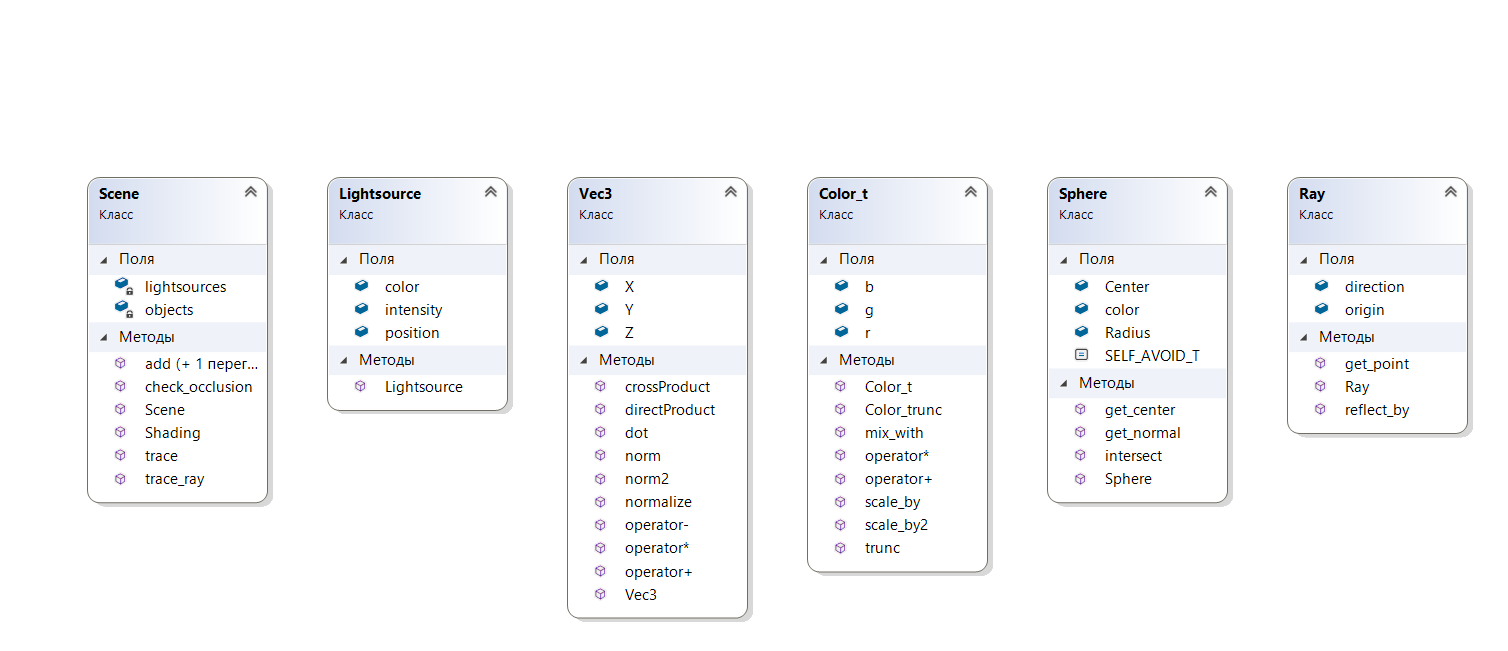 Scene
Класс
Поля
lightsources
objects
Методы
add (+ 1 перег...
check_occlusion
Scene
Shading
trace
trace_ray
Lightsource
Класс
Поля
color
intensity
position
Методы
Lightsource
Vec3
Класс
Поля
X
Y
Z
Методы
crossProduct
directProduct
dot
norm
norm2
normalize
operator-
operator*
operator+
Vec3
Color_t
Класс
Поля
b
g
r
Методы
Color_t
Color_trunc
mix_with
operator*
operator+
scale_by
scale_by2
trunc
Sphere
Класс
Поля
Center
color
Radius
SELF_AVOID_T
Методы
get_center
get_normal
intersect
Sphere
Ray
Класс
Поля
direction
origin
Методы
get_point
Ray
reflect_by